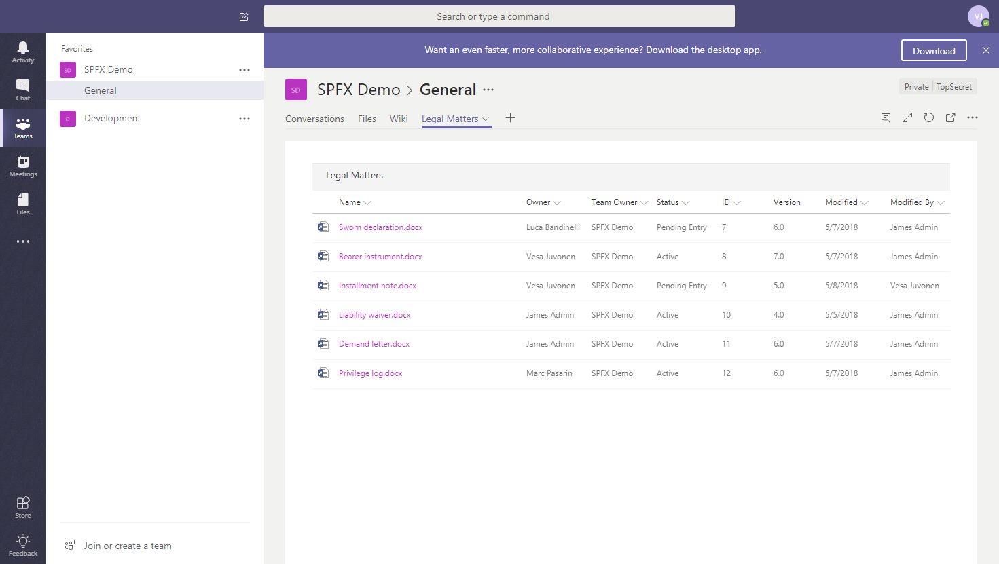 Search or type a command
VJ
Want an even faster, more collaborative experience? Download the desktop app.
Download
Activity
Chat
Teams
Meetings
Files
Store
Feedback
Favorites
SD
SPFX Demo
General
D
Development
Join or create a team
SD
SPFX Demo > General
Private TopSecret
Conversations Files Wiki Legal Matters
Legal Matters
Name Owner Team Owner Status ID Version Modified Modified By
Sworn declaration.docx Luca Bandinelli SPFX Demo Pending Entry 7 6.0 5/7/2018 James Admin
Bearer instrument.docx Vesa Juvonen SPFX Demo Active 8 7.0 5/7/2018 James Admin
Installment note.docx Vesa Juvonen SPFX Demo Pending Entry 9 5.0 5/8/2018 Vesa Juvonen
Liability waiver.docx James Admin SPFX Demo Active 10 4.0 5/5/2018 James Admin
Demand letter.docx James Admin SPFX Demo Active 11 6.0 5/7/2018 James Admin
Privilege log.docx Marc Pasarin SPFX Demo Active 12 6.0 5/7/2018 James Admin